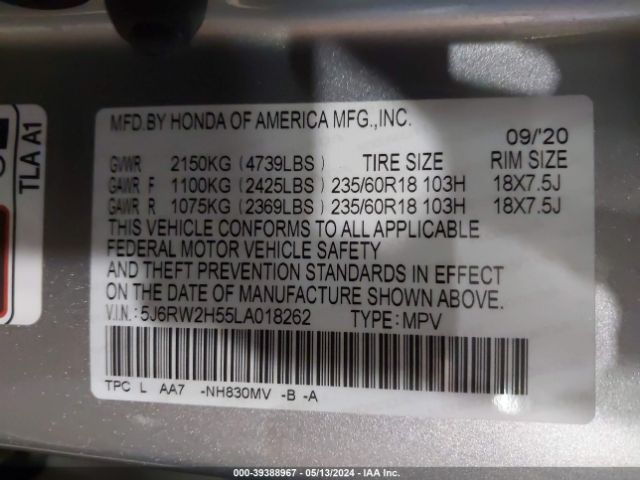 MFD.BY HONDA OF AMERICA MFG.,INC.
09/'20
GVWR 2150KG (4739LBS) TIRE SIZE RIM SIZE
GAWR F 1100KG (2425LBS) 235/60R18 103H 18X7.5J
GAWR R 1075KG (2369LBS) 235/60R18 103H 18X7.5J
THIS VEHICLE CONFORMS TO ALL APPLICABLE
FEDERAL MOTOR VEHICLE SAFETY
AND THEFT PREVENTION STANDARDS IN EFFECT
ON THE DATE OF MANUFACTURE SHOWN ABOVE.
V.I.N.: 5J6RW2H55LA018262 TYPE: MPV
TPC L AA7 -NH830MV -B -A
TLA A1
000-39388967 - 05/13/2024 - IAA Inc.